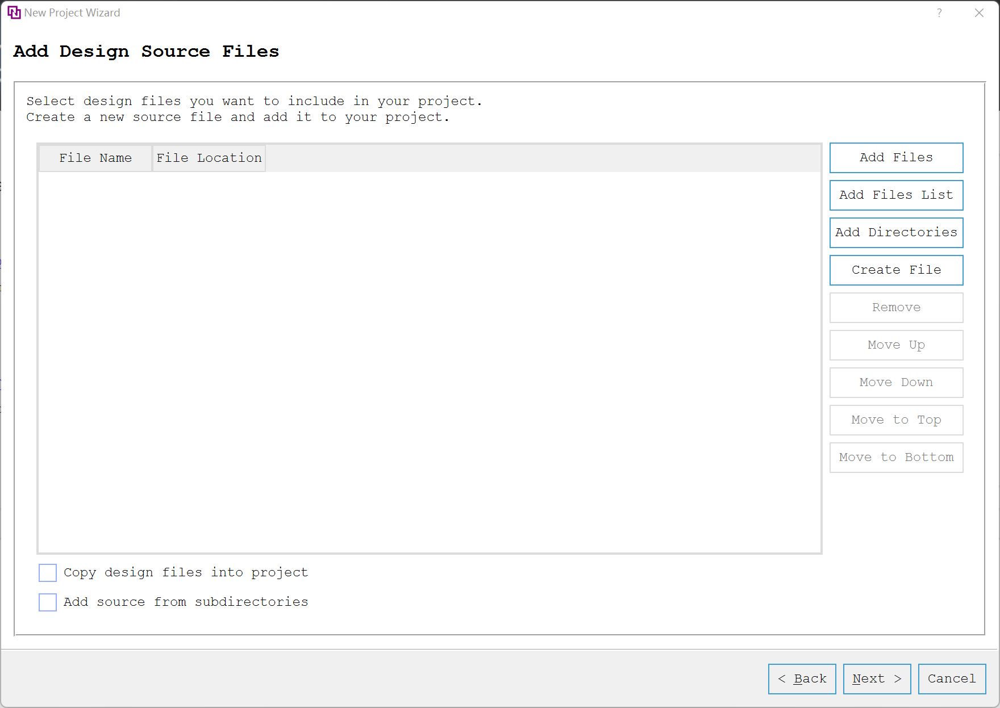 New Project Wizard
?
Add Design Source Files
Select design files you want to include in your project.
Create a new source file and add it to your project.
File Name
File Location
Add Files
Add Files List
Add Directories
Create File
Remove
Move Up
Move Down
Move to Top
Move to Bottom
Copy design files into project
Add source from subdirectories
< Back
Next >
Cancel